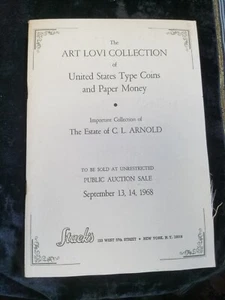 The
ART LOVI COLLECTION
of
United States Type Coins
and Paper Money
Important Collection of
The Estate of C. L. ARNOLD
TO BE SOLD AT UNRESTRICTED
PUBLIC AUCTION SALE
September 13, 14, 1968
Stack's
123 WEST 57th STREET • NEW YORK, N. Y. 10019